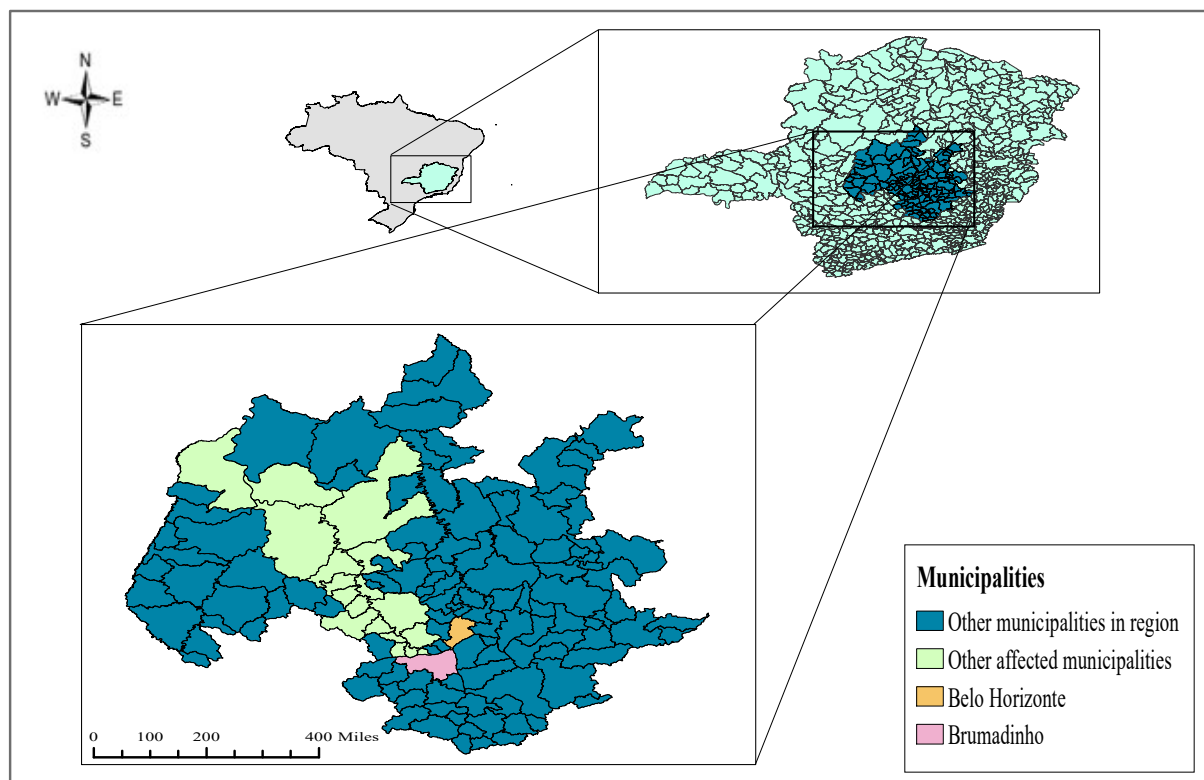 N
W E
S
Municipalities
Other municipalities in region
Other affected municipalities
Belo Horizonte
Brumadinho
0 100 200 400 Miles